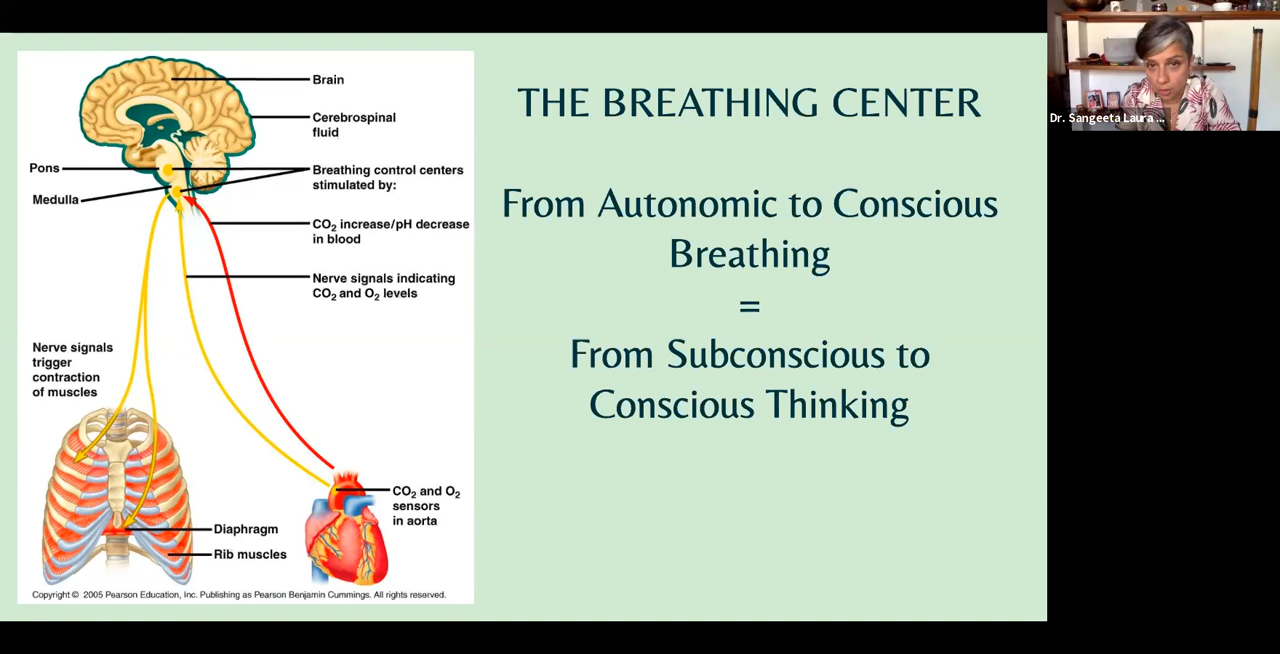 Brain
Cerebrospinal
fluid
Pons
Medulla
Breathing control centers
stimulated by:
CO₂ increase/pH decrease
in blood
Nerve signals indicating
CO₂ and O₂ levels
Nerve signals
trigger
contraction
of muscles
CO₂ and O₂
sensors
in aorta
Diaphragm
Rib muscles
Copyright © 2005 Pearson Education, Inc. Publishing as Pearson Benjamin Cummings. All rights reserved.
THE BREATHING CENTER
From Autonomic to Conscious
Breathing
=
From Subconscious to
Conscious Thinking
Dr. Sangeeta Laura ...